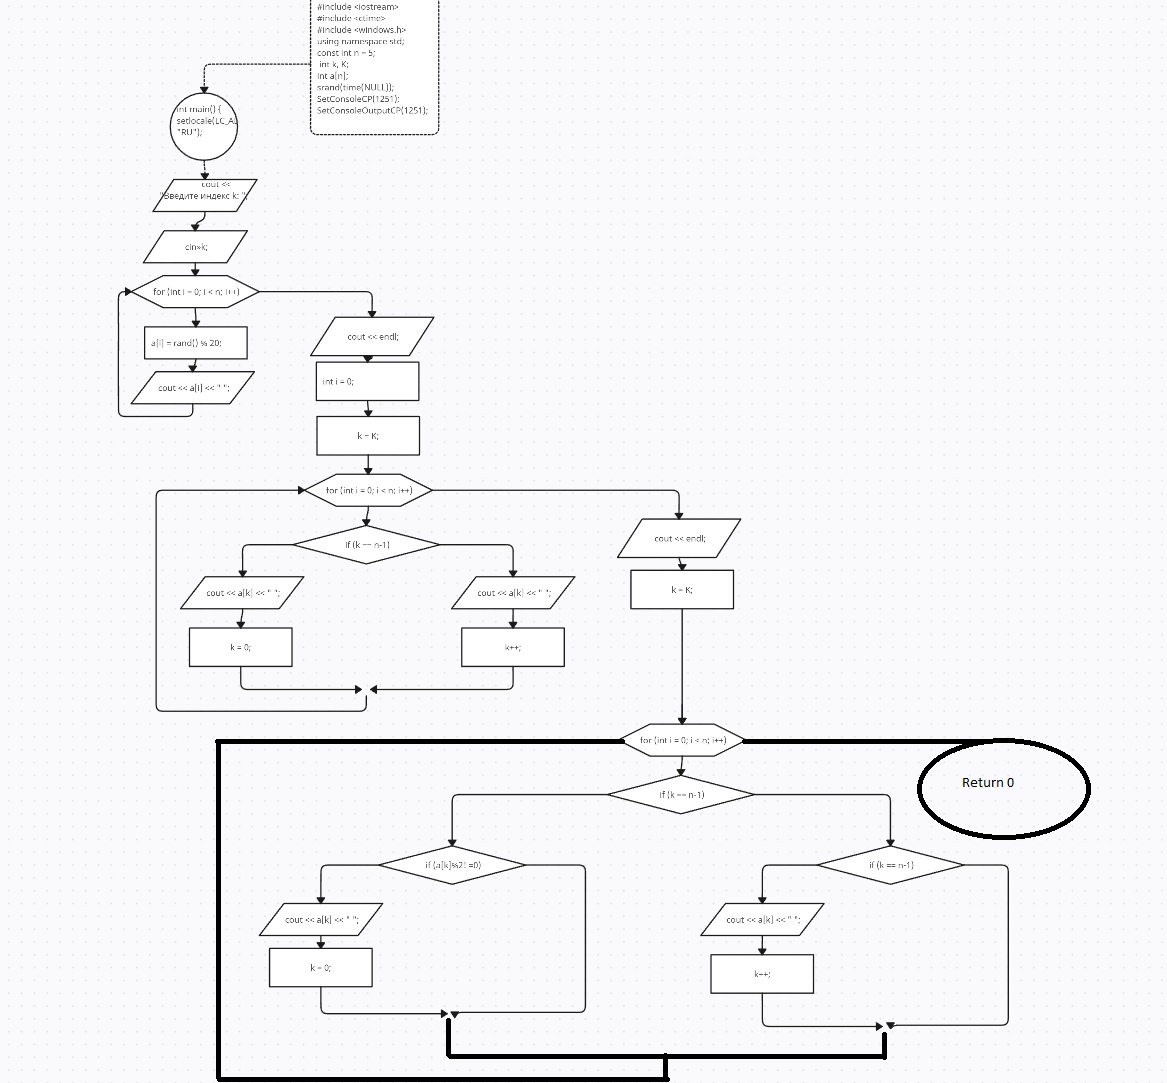 #include <iostream>
#include <ctime>
#include <windows.h>
using namespace std;
const int n = 5;
int k, K;
int a[n];
srand(time(NULL));
SetConsoleCP(1251);
SetConsoleOutputCP(1251);
int main() {
setlocale(LC_AL
"RU");
cout <<
"Введите индекс k: ";
cin»k;
for (int i = 0; i < n; i++)
a[i] = rand() % 20;
cout << a[i] << " ";
cout << endl;
int i = 0;
k = K;
for (int i = 0; i < n; i++)
if (k == n-1)
cout << a[k] << " ";
k = 0;
cout << a[k] << " ";
k++;
cout << endl;
k = K;
for (int i = 0; i < n; i++)
Return 0
if (k == n-1)
if (a[k]%2! =0)
cout << a[k] << " ";
k = 0;
if (k == n-1)
cout << a[k] << " ";
k++;